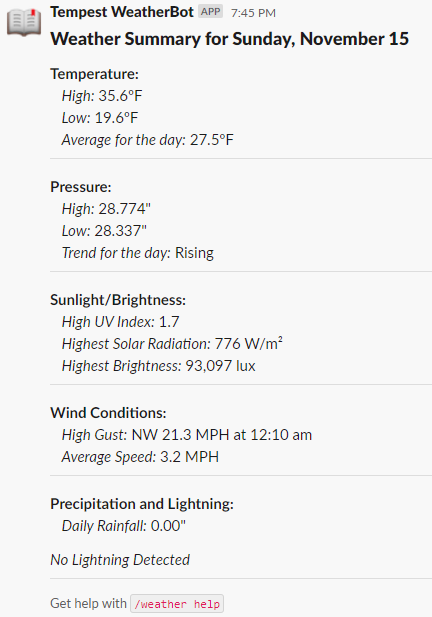 Tempest WeatherBot APP 7:45 PM
Weather Summary for Sunday, November 15
Temperature:
High: 35.6°F
Low: 19.6°F
Average for the day: 27.5°F
Pressure:
High: 28.774"
Low: 28.337"
Trend for the day: Rising
Sunlight/Brightness:
High UV Index: 1.7
Highest Solar Radiation: 776 W/m²
Highest Brightness: 93,097 lux
Wind Conditions:
High Gust: NW 21.3 MPH at 12:10 am
Average Speed: 3.2 MPH
Precipitation and Lightning:
Daily Rainfall: 0.00"
No Lightning Detected
Get help with /weather help